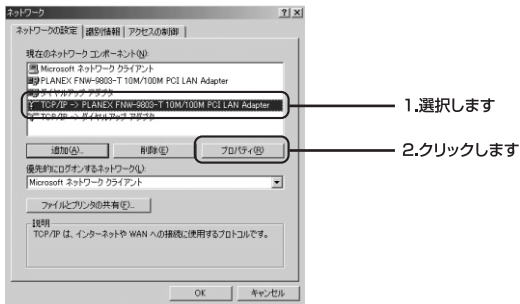 ネットワーク
ネットワークの設定 識別情報 アクセスの制御
現在のネットワーク コンポーネント(N):
Microsoft ネットワーク クライアント
PLANEX FNW-9803-T 10M/100M PCI LAN Adapter
ダイヤルアップ アダプタ
TCP/IP -> PLANEX FNW-9803-T 10M/100M PCI LAN Adapter
TCP/IP -> ダイヤルアップ アダプタ
1.選択します
追加(A)... 削除(E) プロパティ(R)
2.クリックします
優先的にログオンするネットワーク(L):
Microsoft ネットワーク クライアント
ファイルとプリンタの共有(F)...
説明
TCP/IP は、インターネットや WAN への接続に使用するプロトコルです。
OK キャンセル